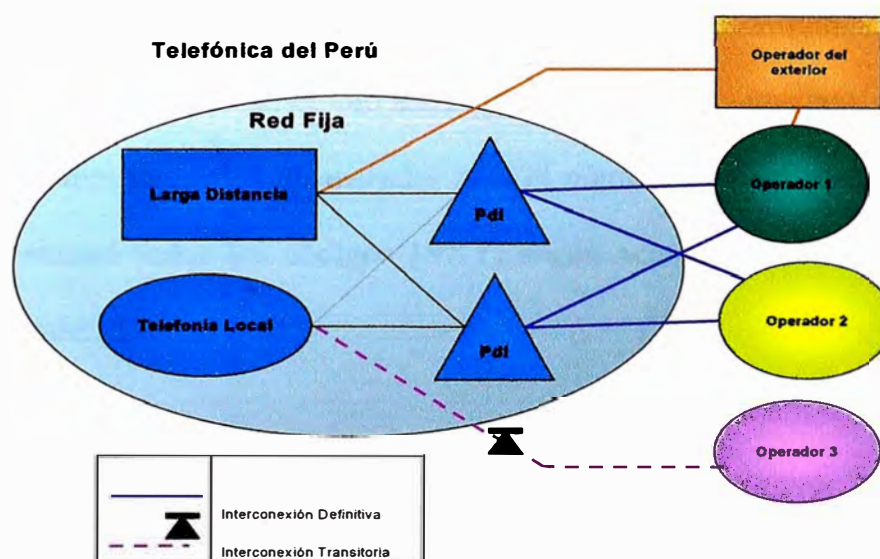 Telefónica del Perú
Operador del
exterior
Red Fija
Larga Distancia
PdI
Operador 1
Telefonía Local
PdI
Operador 2
Operador 3
Interconexión Definitiva
Interconexión Transitoria